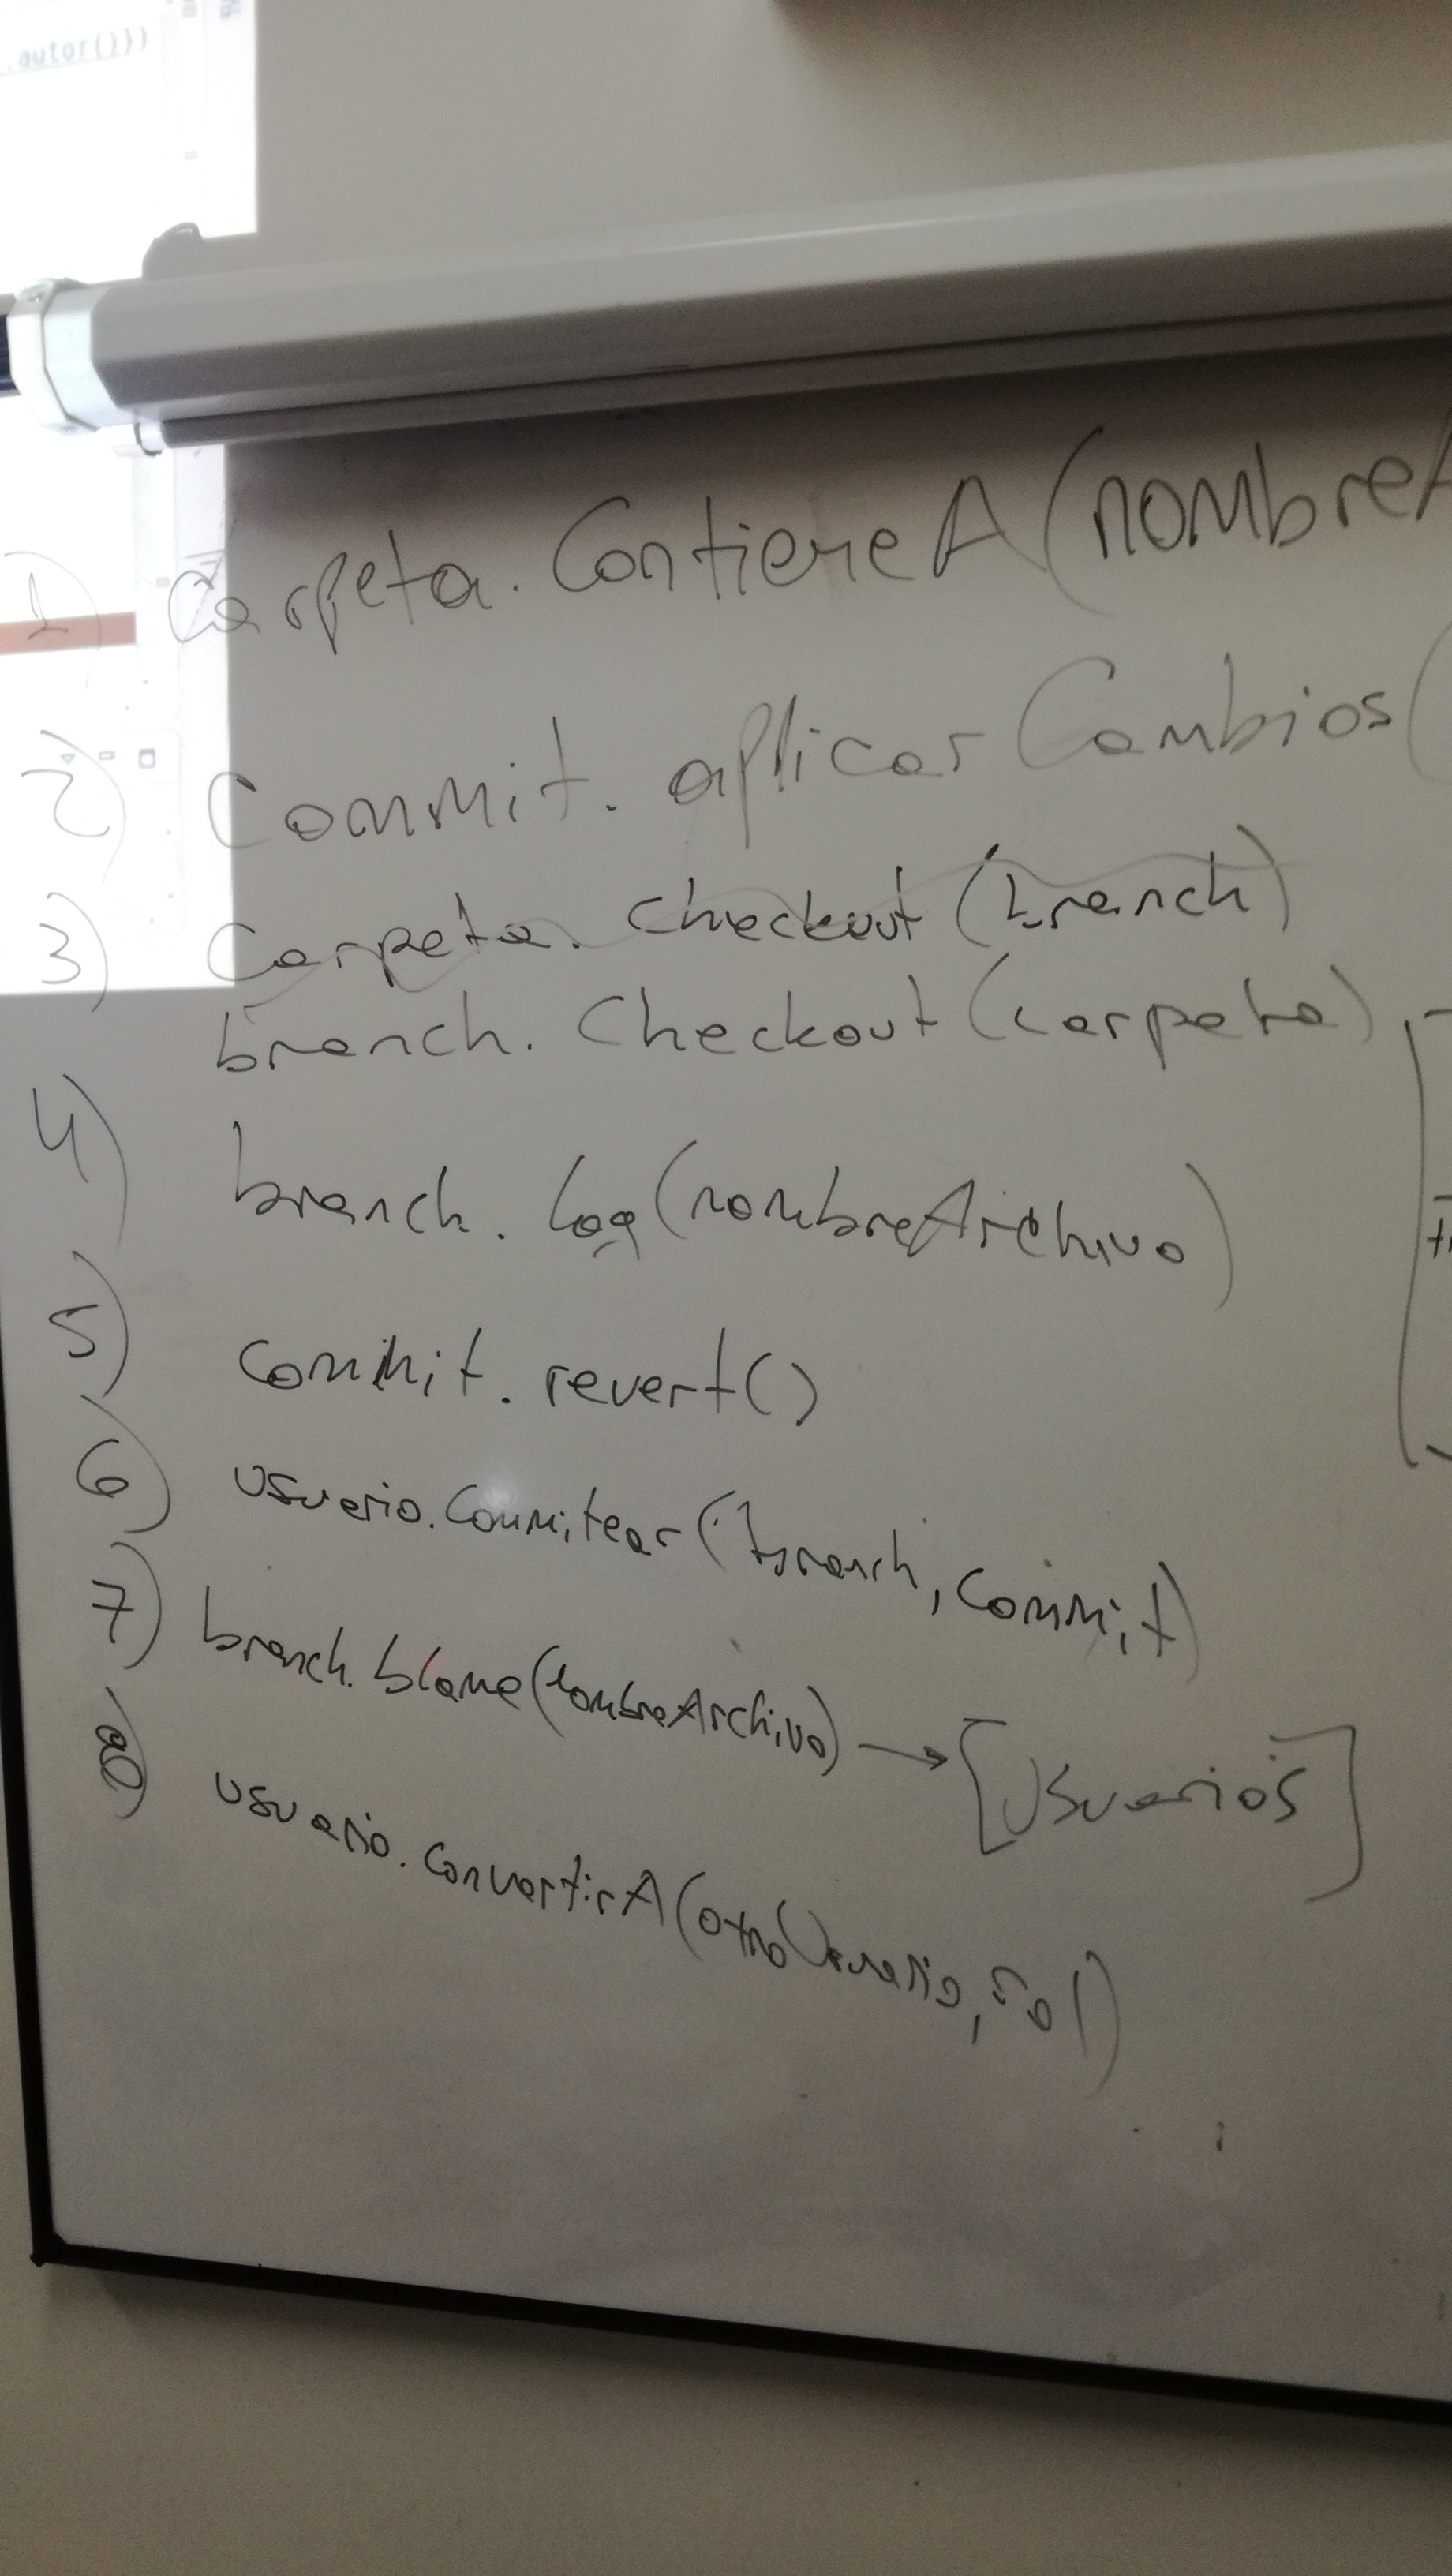 .autor()})
1) Carpeta.ContieneA(nombreA
2) Commit.aplicarCambios(
3) Carpeta.checkout(branch)
branch.Checkout(carpeta)
4) branch.log(nombreArchivo)
5) commit.revert()
6) usuario.Commitear(branch, Commit)
7) branch.blame(nombreArchivo) → [Usuarios]
8) usuario.convertirA(otroUsuario, rol)